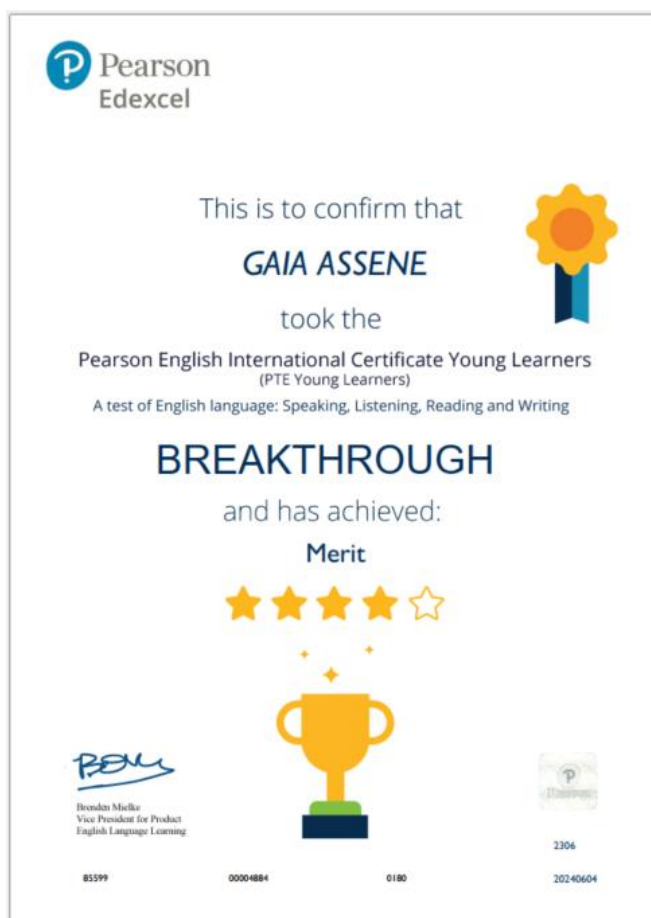 Pearson
Edexcel
This is to confirm that
GAIA ASSENE
took the
Pearson English International Certificate Young Learners
(PTE Young Learners)
A test of English language: Speaking, Listening, Reading and Writing
BREAKTHROUGH
and has achieved:
Merit
Brenden Mielke
Vice President for Product
English Language Learning
P
Pearson
2306
85599 00004884 0180 20240604